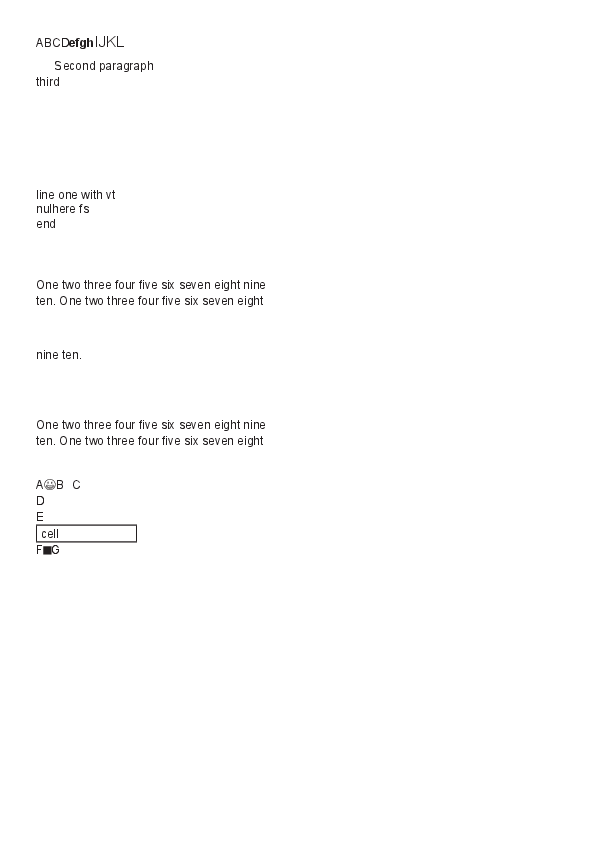 ABCDefghIJKL
Second paragraph
third
line one with vt
nulhere fs
end
One two three four five six seven eight nine
ten. One two three four five six seven eight
nine ten.
One two three four five six seven eight nine
ten. One two three four five six seven eight
A😀B C
D
E
cell
F■G